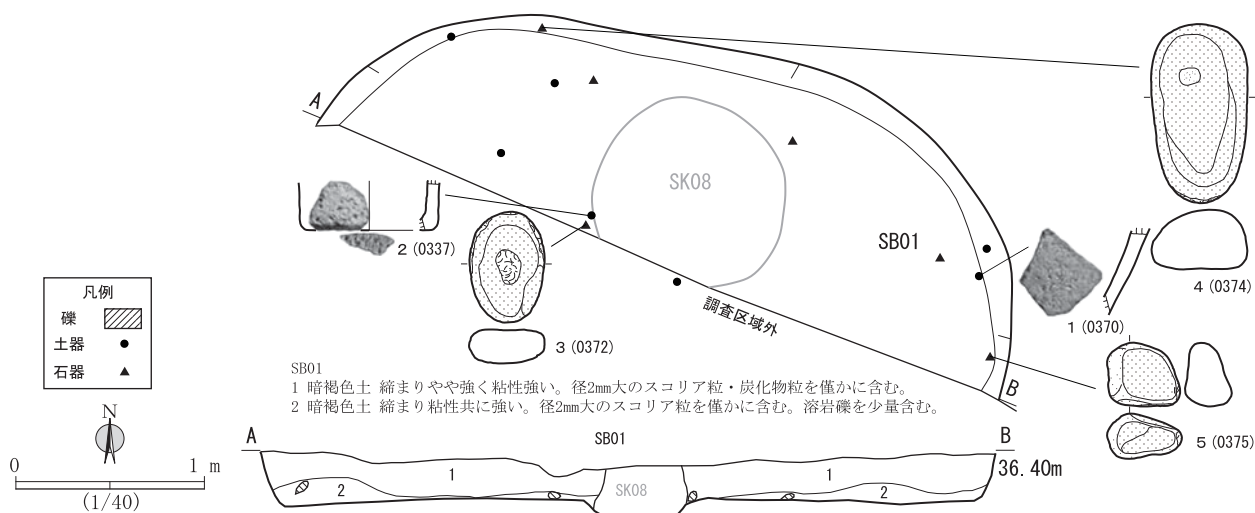 A
SK08
SB01
2 (0337)
4 (0374)
1 (0370)
3 (0372)
調査区域外
5 (0375)
B
凡例
礫
土器
石器
SB01
1 暗褐色土 締まりやや強く粘性強い。径2mm大のスコリア粒・炭化物粒を僅かに含む。
2 暗褐色土 締まり粘性共に強い。径2mm大のスコリア粒を僅かに含む。溶岩礫を少量含む。
N
0 1 m
(1/40)
A SB01 B
36.40m
1 1
2 SK08 2